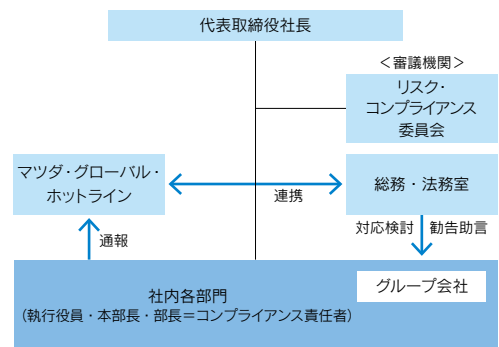 代表取締役社長
＜審議機関＞
リスク・
コンプライアンス
委員会
マツダ・グローバル・
ホットライン
連携
総務・法務室
通報
対応検討
勧告助言
グループ会社
社内各部門
（執行役員・本部長・部長＝コンプライアンス責任者）